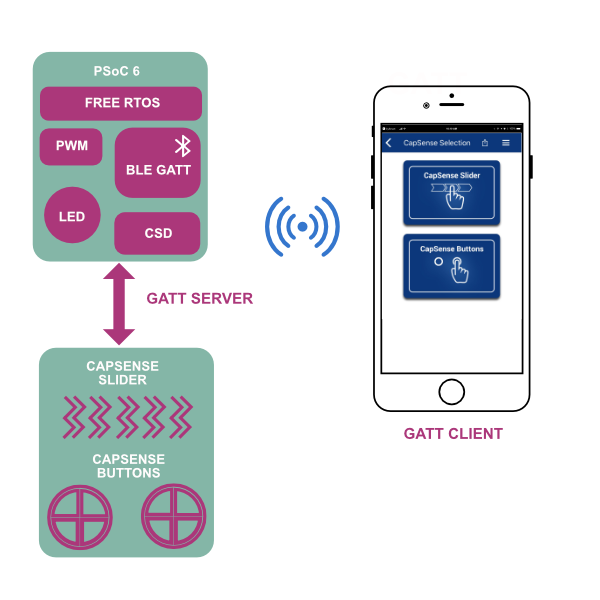 PSoC 6
FREE RTOS
PWM
BLE GATT
LED
CSD
GATT SERVER
CAPSENSE
SLIDER
CAPSENSE
BUTTONS
CapSense Selection
CapSense Slider
CapSense Buttons
GATT CLIENT